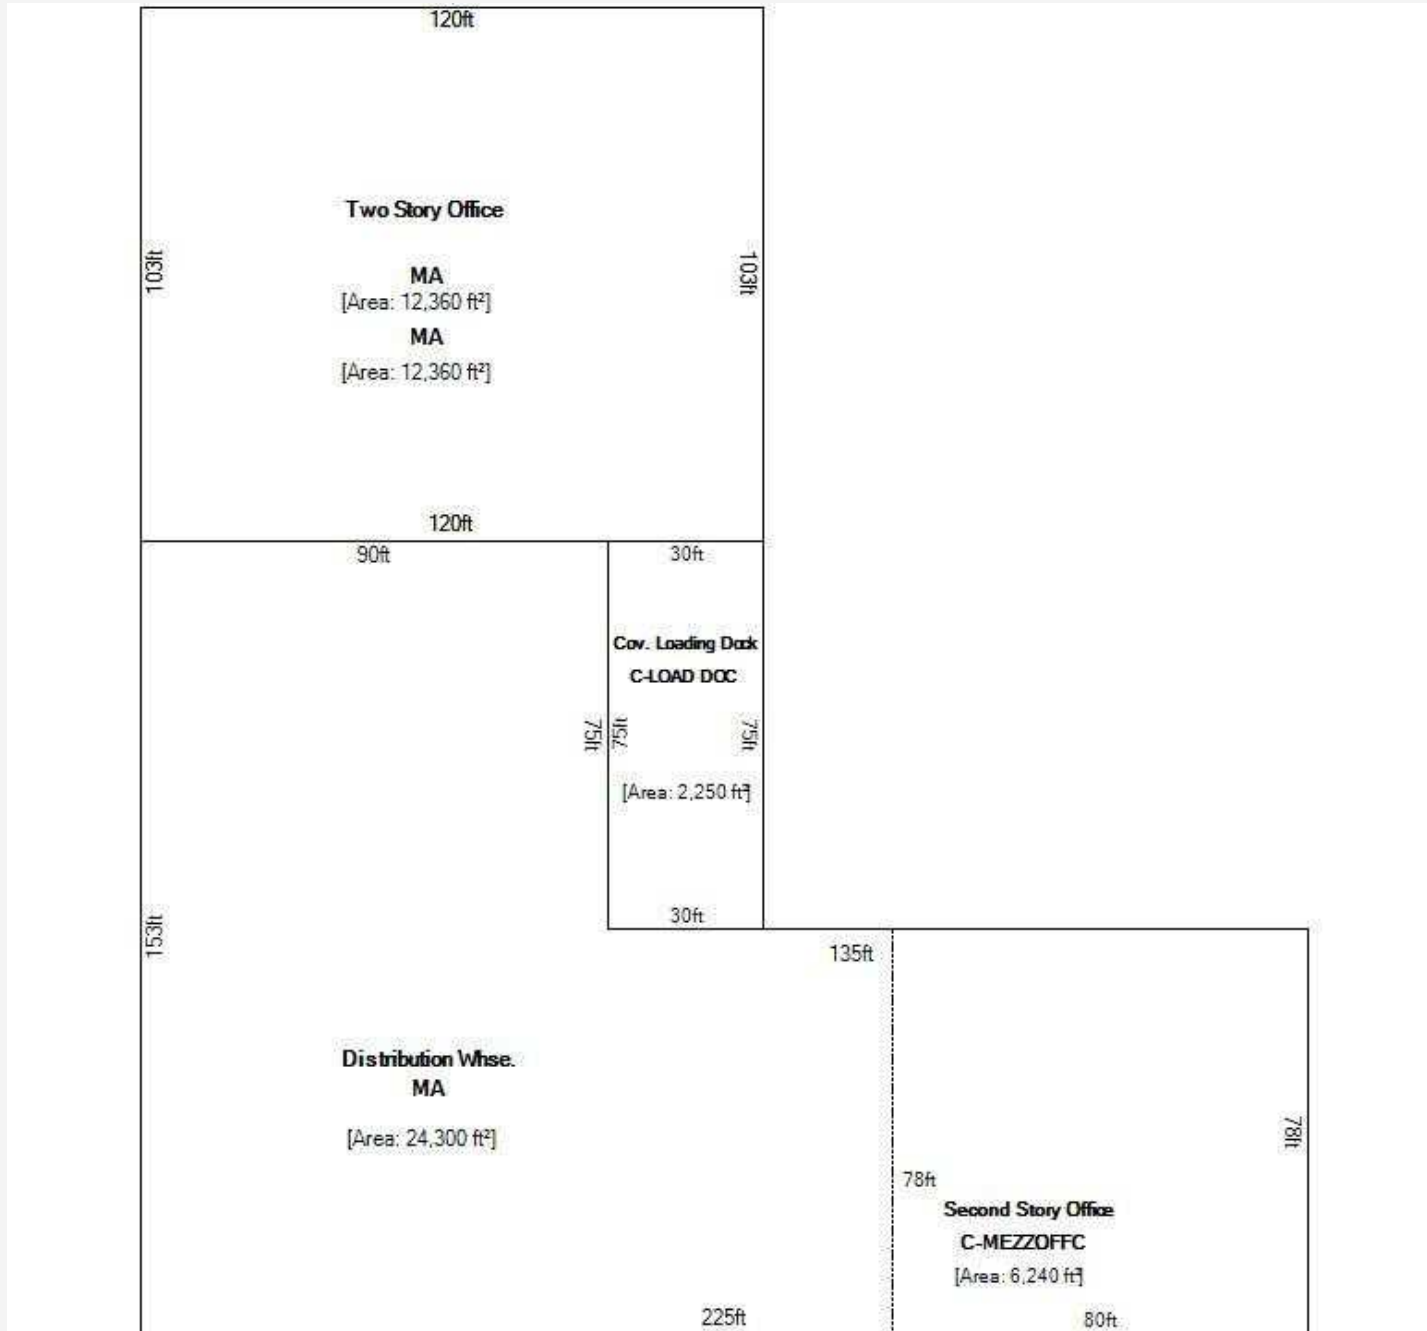 120ft
Two Story Office
103ft
103ft
MA
[Area: 12,360 ft²]
MA
[Area: 12,360 ft²]
120ft
90ft
30ft
Cov. Loading Dock
C-LOAD DOC
75ft
75ft
75ft
[Area: 2,250 ft²]
30ft
153ft
135ft
Distribution Whse.
MA
[Area: 24,300 ft²]
78ft
78ft
Second Story Office
C-MEZZOFFC
[Area: 6,240 ft²]
225ft
80ft